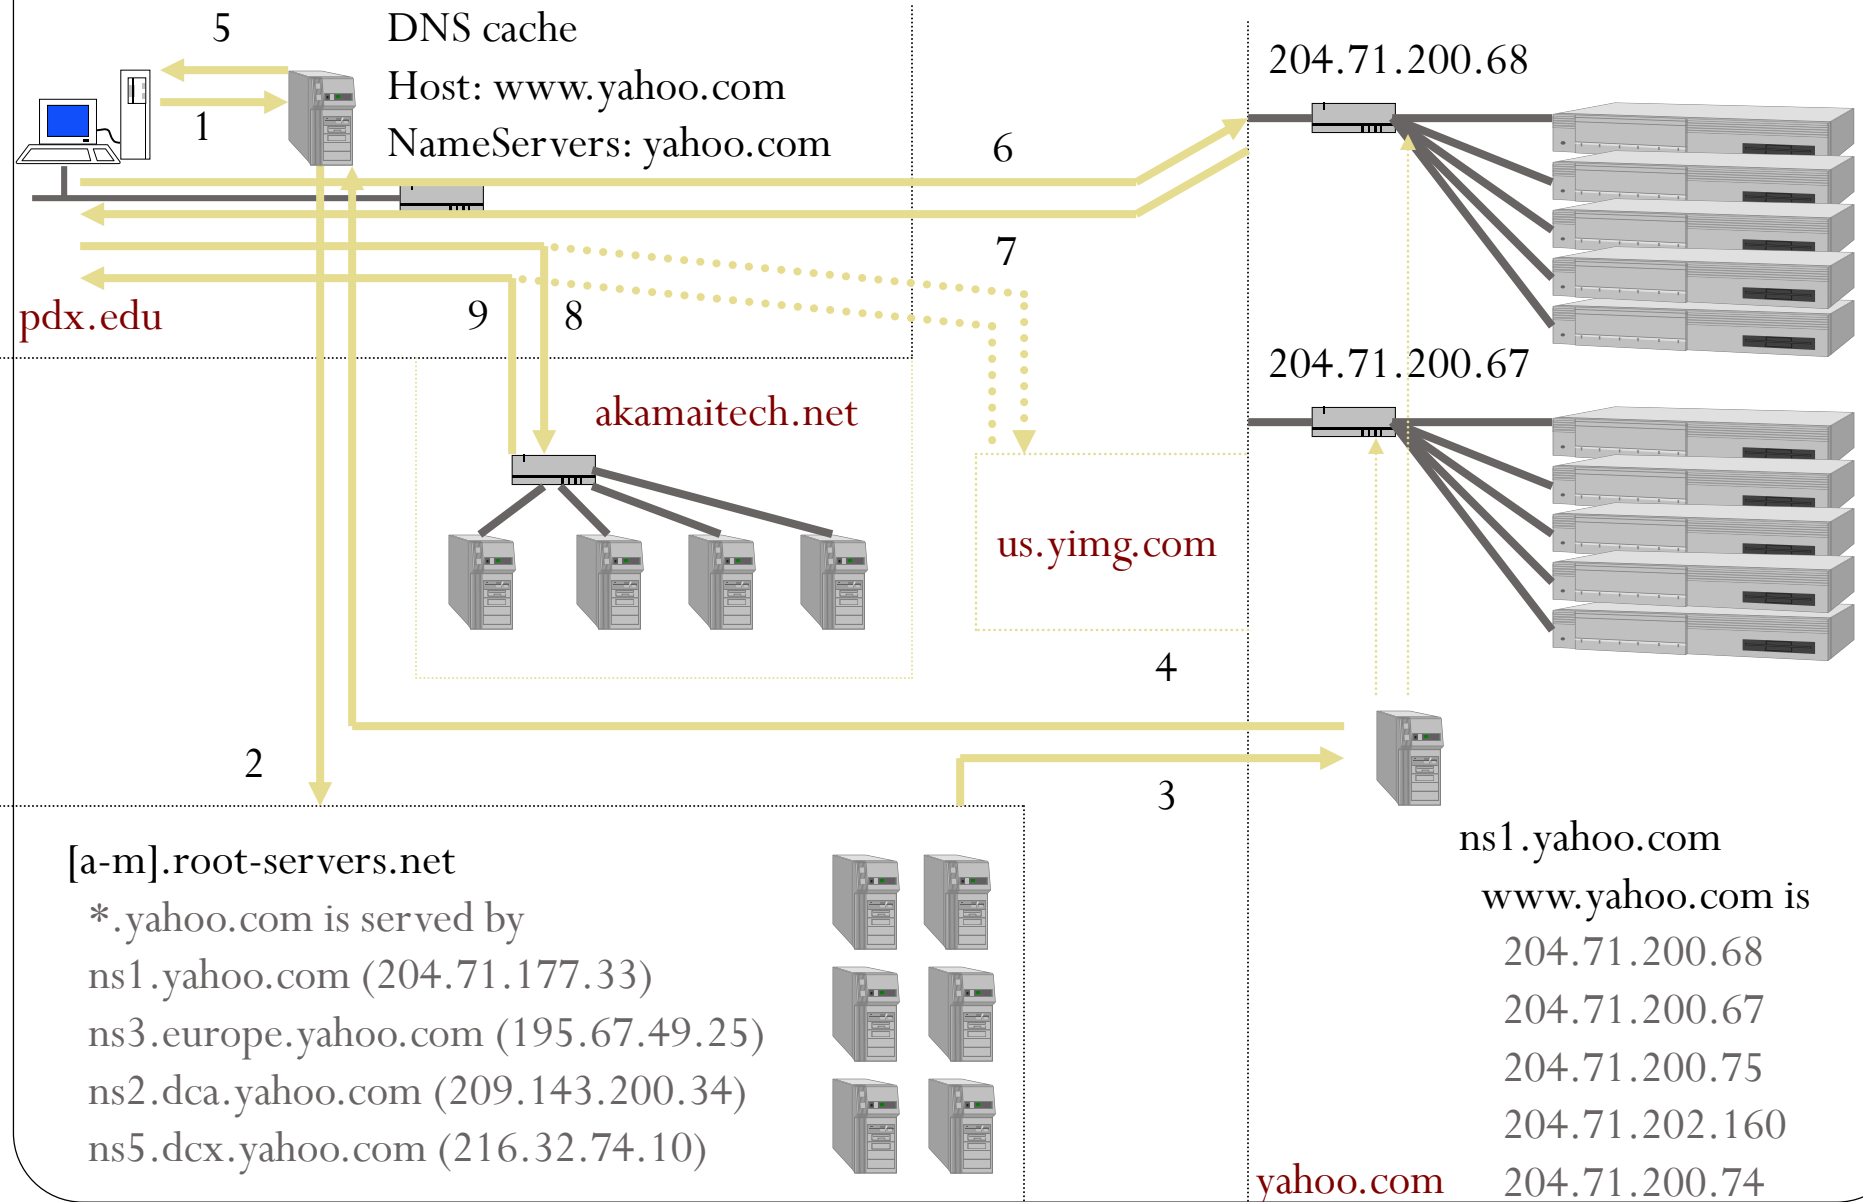 5
DNS cache
Host: www.yahoo.com
NameServers: yahoo.com
1
204.71.200.68
6
7
pdx.edu
9
8
204.71.200.67
akamaitech.net
us.yimg.com
4
2
3
[a-m].root-servers.net
*.yahoo.com is served by
ns1.yahoo.com (204.71.177.33)
ns3.europe.yahoo.com (195.67.49.25)
ns2.dca.yahoo.com (209.143.200.34)
ns5.dcx.yahoo.com (216.32.74.10)
ns1.yahoo.com
www.yahoo.com is
204.71.200.68
204.71.200.67
204.71.200.75
204.71.202.160
204.71.200.74
yahoo.com